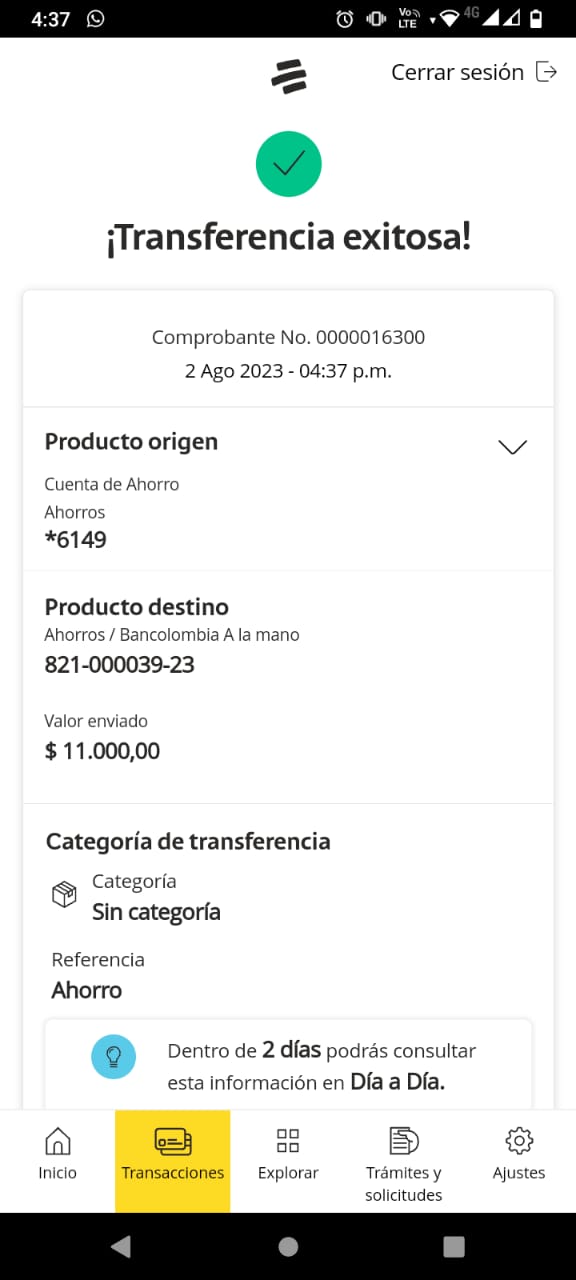 4:37
Vo
LTE
4G
Cerrar sesión
¡Transferencia exitosa!
Comprobante No. 0000016300
2 Ago 2023 - 04:37 p.m.
Producto origen
Cuenta de Ahorro
Ahorros
*6149
Producto destino
Ahorros / Bancolombia A la mano
821-000039-23
Valor enviado
$ 11.000,00
Categoría de transferencia
Categoría
Sin categoría
Referencia
Ahorro
Dentro de 2 días podrás consultar
esta información en Día a Día.
Inicio
Transacciones
Explorar
Trámites y
solicitudes
Ajustes